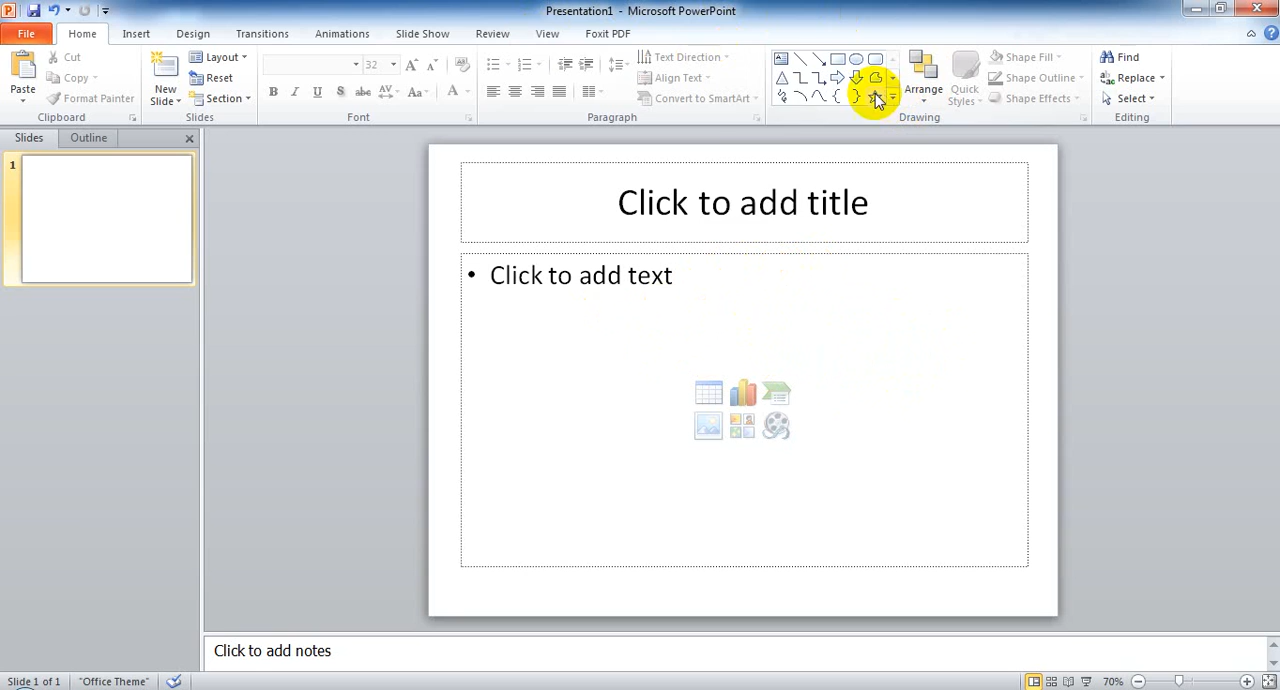 Presentation1 - Microsoft PowerPoint
File Home Insert Design Transitions Animations Slide Show Review View Foxit PDF
Paste
Cut
Copy
Format Painter
Clipboard
New
Slide
Layout
Reset
Section
Slides
32
B I U S abc AV Aa A
Font
Text Direction
Align Text
Convert to SmartArt
Paragraph
Arrange
Quick
Styles
Shape Fill
Shape Outline
Shape Effects
Drawing
Find
Replace
Select
Editing
Slides Outline
1
Click to add title
• Click to add text
Click to add notes
Slide 1 of 1 "Office Theme" 70%